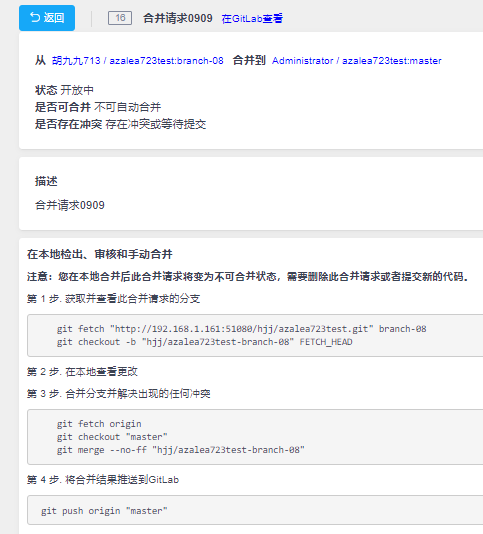 返回 16 合并请求0909 在GitLab查看
从 胡九九713 / azalea723test:branch-08 合并到 Administrator / azalea723test:master
状态 开放中
是否可合并 不可自动合并
是否存在冲突 存在冲突或等待提交
描述
合并请求0909
在本地检出、审核和手动合并
注意：您在本地合并后此合并请求将变为不可合并状态，需要删除此合并请求或者提交新的代码。
第 1 步. 获取并查看此合并请求的分支
git fetch "http://192.168.1.161:51080/hjj/azalea723test.git" branch-08
git checkout -b "hjj/azalea723test-branch-08" FETCH_HEAD
第 2 步. 在本地查看更改
第 3 步. 合并分支并解决出现的任何冲突
git fetch origin
git checkout "master"
git merge --no-ff "hjj/azalea723test-branch-08"
第 4 步. 将合并结果推送到GitLab
git push origin "master"